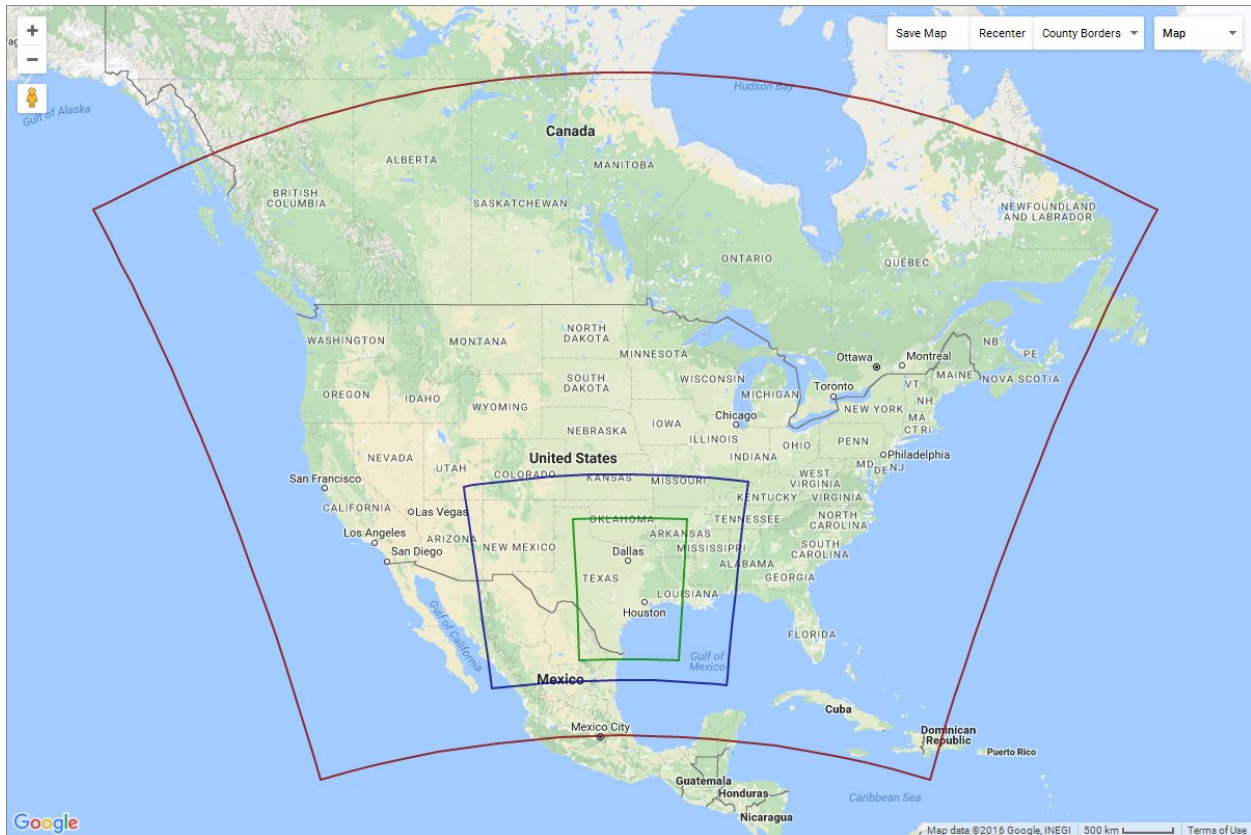 +
−
Save Map
Recenter
County Borders
Map
Gulf of Alaska
Hudson Bay
Canada
ALBERTA
MANITOBA
BRITISH
COLUMBIA
SASKATCHEWAN
NEWFOUNDLAND
AND LABRADOR
ONTARIO
QUÉBEC
WASHINGTON
MONTANA
NORTH
DAKOTA
MINNESOTA
Ottawa
Montreal
NB
PE
NOVA SCOTIA
MAINE
OREGON
IDAHO
SOUTH
DAKOTA
WISCONSIN
MICHIGAN
Toronto
VT
NH
WYOMING
NEW YORK
MA
CT
RI
Chicago
NEBRASKA
IOWA
ILLINOIS
INDIANA
OHIO
PENN
Philadelphia
MD
DE
NJ
NEVADA
UTAH
COLORADO
United States
KANSAS
MISSOURI
WEST
VIRGINIA
KENTUCKY
VIRGINIA
San Francisco
CALIFORNIA
Las Vegas
OKLAHOMA
TENNESSEE
NORTH
CAROLINA
Los Angeles
ARIZONA
NEW MEXICO
ARKANSAS
MISSISSIPPI
SOUTH
CAROLINA
San Diego
Dallas
ALABAMA
TEXAS
GEORGIA
LOUISIANA
Houston
Gulf of California
FLORIDA
Gulf of
Mexico
Mexico
Cuba
Mexico City
Dominican
Republic
Puerto Rico
Guatemala
Honduras
Nicaragua
Caribbean Sea
Google
Map data ©2016 Google, INEGI
500 km
Terms of Use